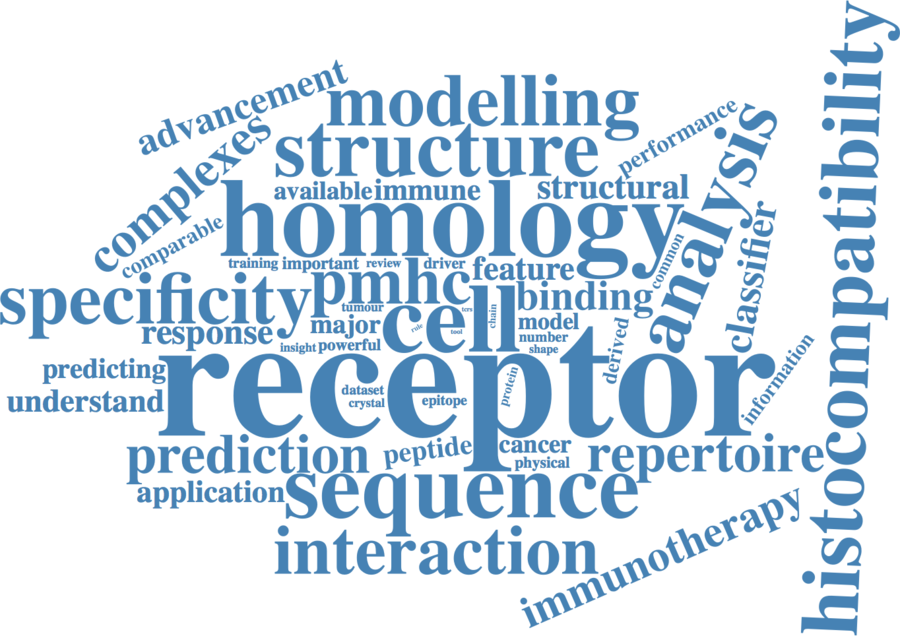 advancement
modelling
histocompatibility
complexes
structure
performance
analysis
available immune
structural
comparable
homology
classifier
training important review driver
feature
common
specificity
pmhc
tumour
cell
ters
chain
binding
response
major
role
tool
model
number
insight powerful
shape
derived
information
predicting
receptor
understand
dataset
crystal
epitope
protein
prediction
peptide
cancer
repertoire
physical
application
sequence
interaction
immunotherapy